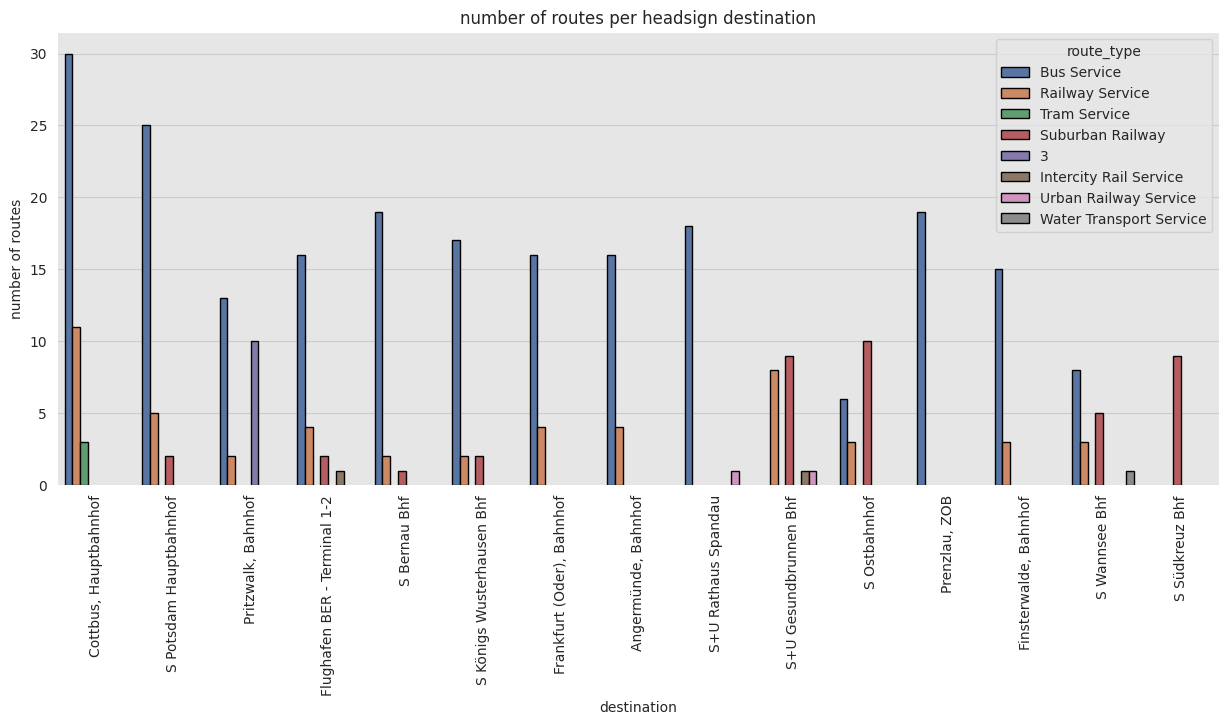 number of routes per headsign destination
route_type
Bus Service
Railway Service
Tram Service
Suburban Railway
3
Intercity Rail Service
Urban Railway Service
Water Transport Service
number of routes
30
25
20
15
10
5
0
Cottbus, Hauptbahnhof
S Potsdam Hauptbahnhof
Pritzwalk, Bahnhof
Flughafen BER - Terminal 1-2
S Bernau Bhf
S Königs Wusterhausen Bhf
Frankfurt (Oder), Bahnhof
Angermünde, Bahnhof
S+U Rathaus Spandau
S+U Gesundbrunnen Bhf
S Ostbahnhof
Prenzlau, ZOB
Finsterwalde, Bahnhof
S Wannsee Bhf
S Südkreuz Bhf
destination